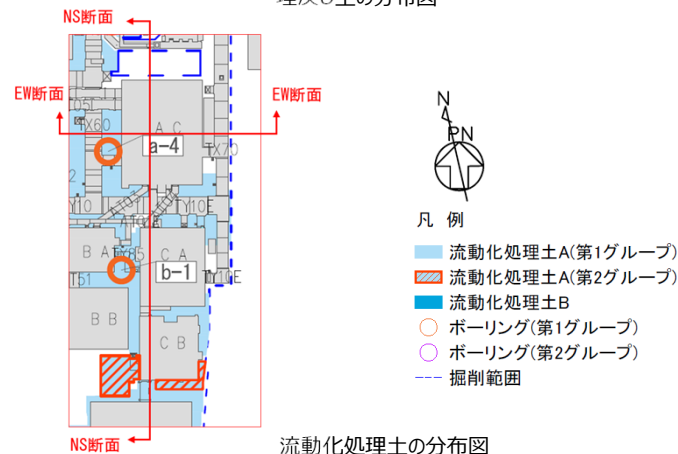 埋戻し土の分布図
NS断面
EW断面
EW断面
TX60
A C
a-4
TX70
Y10
TY10E
B A
TY85
C A
b-1
T51
TY10E
B B
C B
NS断面
N
PN
凡 例
流動化処理土A(第1グループ)
流動化処理土A(第2グループ)
流動化処理土B
ボーリング(第1グループ)
ボーリング(第2グループ)
掘削範囲
流動化処理土の分布図